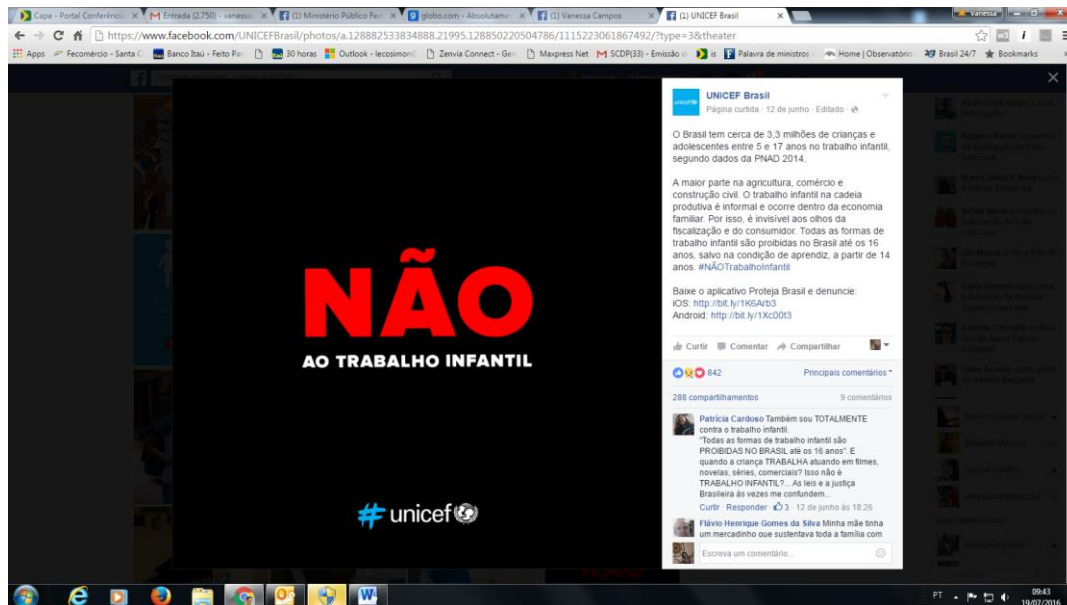 Capa - Portal Conferência
Entrada (2.750) - vanessa
(1) Ministério Público Fed
globo.com - Absolutame
(1) Vanessa Campos
(1) UNICEF Brasil
Vanessa
https://www.facebook.com/UNICEFBrasil/photos/a.128882533834888.21995.128850220504786/1115223061867492/?type=3&theater
Apps
Fecomércio - Santa C
Banco Itaú - Feito Par
30 horas
Outlook - lecosimon
Zenvia Connect - Ger
Maxpress Net
SCDP(33) - Emissão d
is
Palavra de ministros
Home | Observatório
Brasil 24/7
Bookmarks
NÃO
AO TRABALHO INFANTIL
#unicef
UNICEF Brasil
Página curtida · 12 de junho · Editado ·
O Brasil tem cerca de 3,3 milhões de crianças e
adolescentes entre 5 e 17 anos no trabalho infantil,
segundo dados da PNAD 2014.
A maior parte na agricultura, comércio e
construção civil. O trabalho infantil na cadeia
produtiva é informal e ocorre dentro da economia
familiar. Por isso, é invisível aos olhos da
fiscalização e do consumidor. Todas as formas de
trabalho infantil são proibidas no Brasil até os 16
anos, salvo na condição de aprendiz, a partir de 14
anos. #NÃOTrabalhoInfantil
Baixe o aplicativo Proteja Brasil e denuncie:
iOS: http://bit.ly/1K6Arb3
Android: http://bit.ly/1Xc00t3
Curtir Comentar Compartilhar
842 Principais comentários
288 compartilhamentos 9 comentários
Patrícia Cardoso Também sou TOTALMENTE
contra o trabalho infantil.
"Todas as formas de trabalho infantil são
PROIBIDAS NO BRASIL até os 16 anos". E
quando a criança TRABALHA atuando em filmes,
novelas, séries, comerciais? Isso não é
TRABALHO INFANTIL?... As leis e a justiça
Brasileira às vezes me confundem...
Curtir · Responder · 3 · 12 de junho às 18:26
Flávio Henrique Gomes da Silva Minha mãe tinha
um mercadinho que sustentava toda a família com
Escreva um comentário...
PT
09:43
19/07/2016